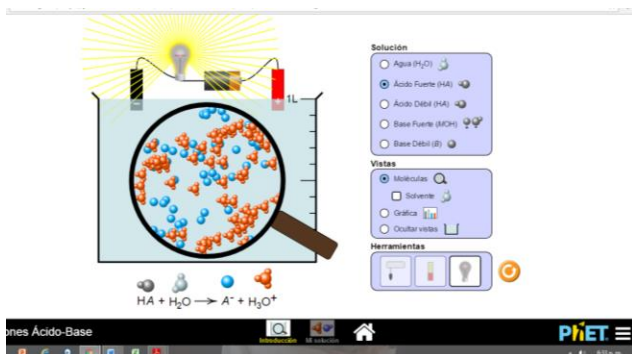 1L
HA + H₂O → A⁻ + H₃O⁺
Solución
Agua (H₂O)
Ácido Fuerte (HA)
Ácido Débil (HA)
Base Fuerte (MOH)
Base Débil (B)
Vistas
Moléculas
Solvente
Gráfica
Ocultar vistas
Herramientas
ones Ácido-Base
Introducción
Mi solución
PhET